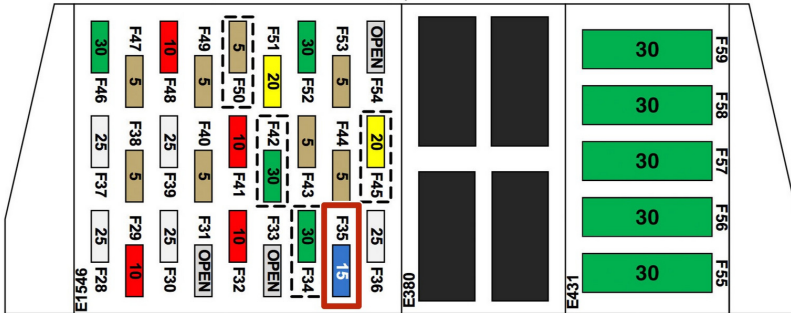 30 F46
F47 5
10 F48
F49 5
5 F50
F51 20
30 F52
F53 5
OPEN F54
25 F37
F38 5
25 F39
F40 5
10 F41
F42 30
5 F43
F44 5
20 F45
25 F28
F29 10
25 F30
F31 OPEN
10 F32
F33 OPEN
30 F34
F35 15
25 F36
E1546
E380
30 F59
30 F58
30 F57
30 F56
30 F55
E431